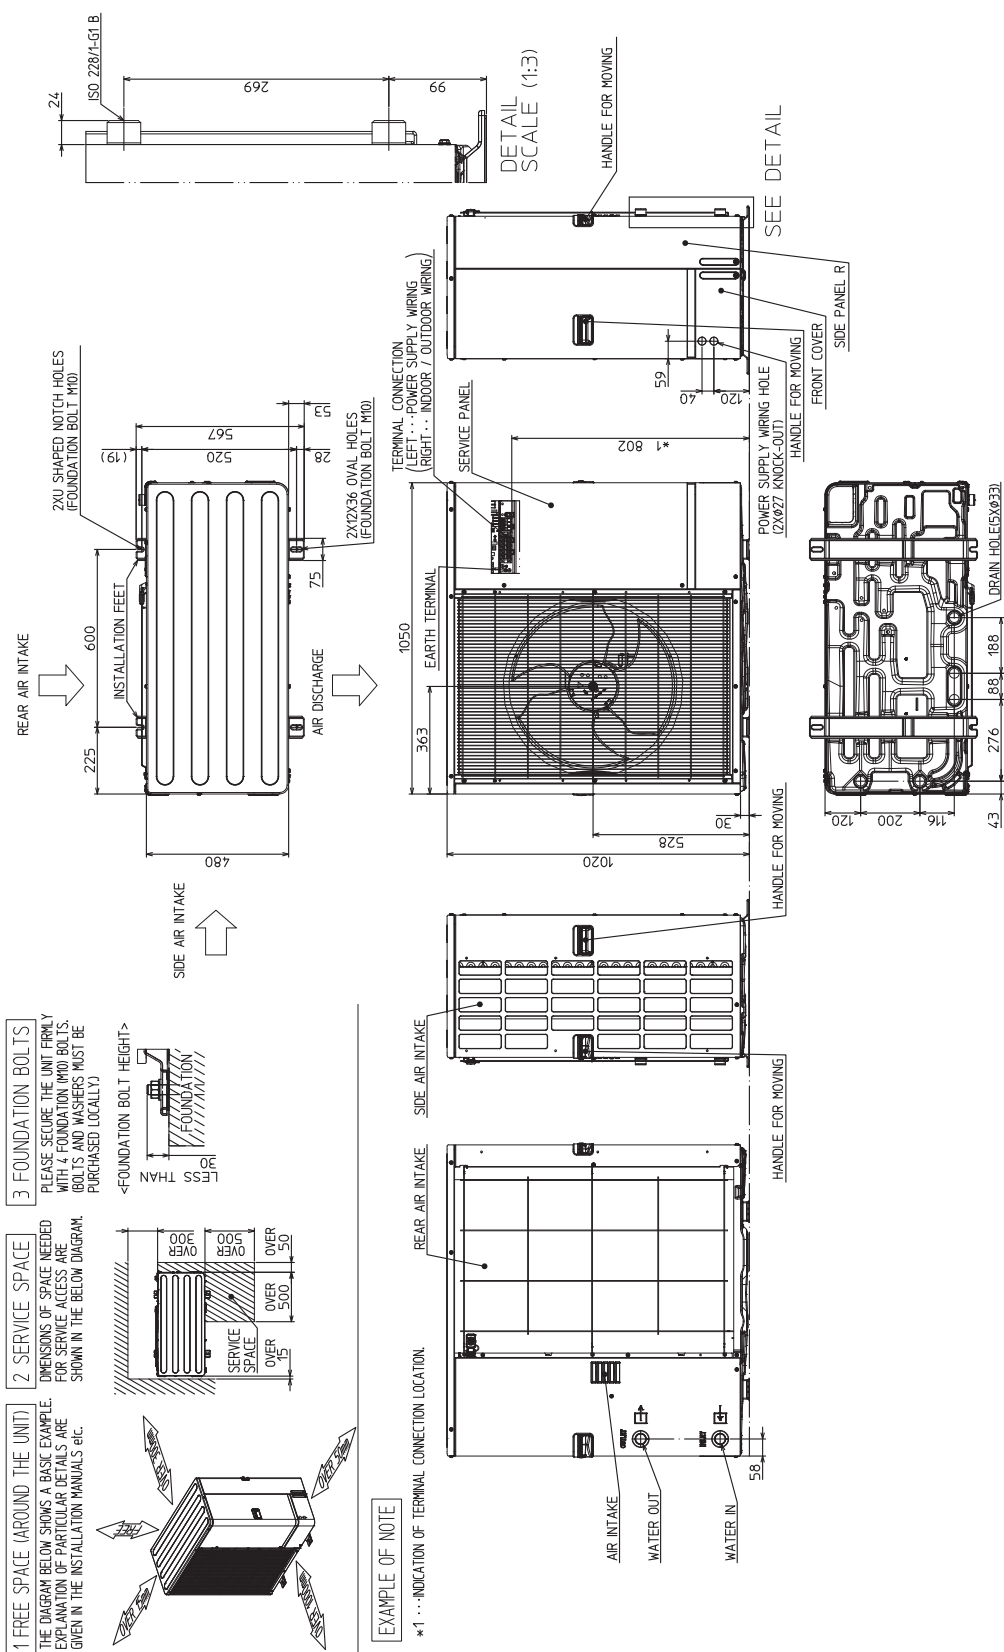 1 FREE SPACE (AROUND THE UNIT)
THE DIAGRAM BELOW SHOWS A BASIC EXAMPLE.
EXPLANATION OF PARTICULAR DETAILS ARE
GIVEN IN THE INSTALLATION MANUALS etc.
FREE
2 SERVICE SPACE
DIMENSIONS OF SPACE NEEDED
FOR SERVICE ACCESS ARE
SHOWN IN THE BELOW DIAGRAM.
OVER
300
OVER
500
SERVICE
SPACE
OVER
15
OVER
500
OVER
50
3 FOUNDATION BOLTS
PLEASE SECURE THE UNIT FIRMLY
WITH 4 FOUNDATION (M10) BOLTS.
(BOLTS AND WASHERS MUST BE
PURCHASED LOCALLY.)
<FOUNDATION BOLT HEIGHT>
LESS THAN
30
FOUNDATION
EXAMPLE OF NOTE
*1 ···INDICATION OF TERMINAL CONNECTION LOCATION.
REAR AIR INTAKE
SIDE AIR INTAKE
225
600
480
INSTALLATION FEET
2XU SHAPED NOTCH HOLES
(FOUNDATION BOLT M10)
(19)
520
567
28
53
2X12X36 OVAL HOLES
(FOUNDATION BOLT M10)
75
AIR DISCHARGE
24
ISO 228/1-G1 B
269
99
DETAIL
SCALE (1:3)
REAR AIR INTAKE
AIR INTAKE
WATER OUT
WATER IN
OUTLET
INLET
58
SIDE AIR INTAKE
HANDLE FOR MOVING
HANDLE FOR MOVING
1050
363
1020
528
30
EARTH TERMINAL
TERMINAL CONNECTION
(LEFT···POWER SUPPLY WIRING
RIGHT·· INDOOR / OUTDOOR WIRING)
SERVICE PANEL
*1 802
HANDLE FOR MOVING
59
40
120
POWER SUPPLY WIRING HOLE
(2XØ27 KNOCK-OUT)
HANDLE FOR MOVING
FRONT COVER
SIDE PANEL R
SEE DETAIL
120
200
116
43
276
88
188
DRAIN HOLE(5XØ33)